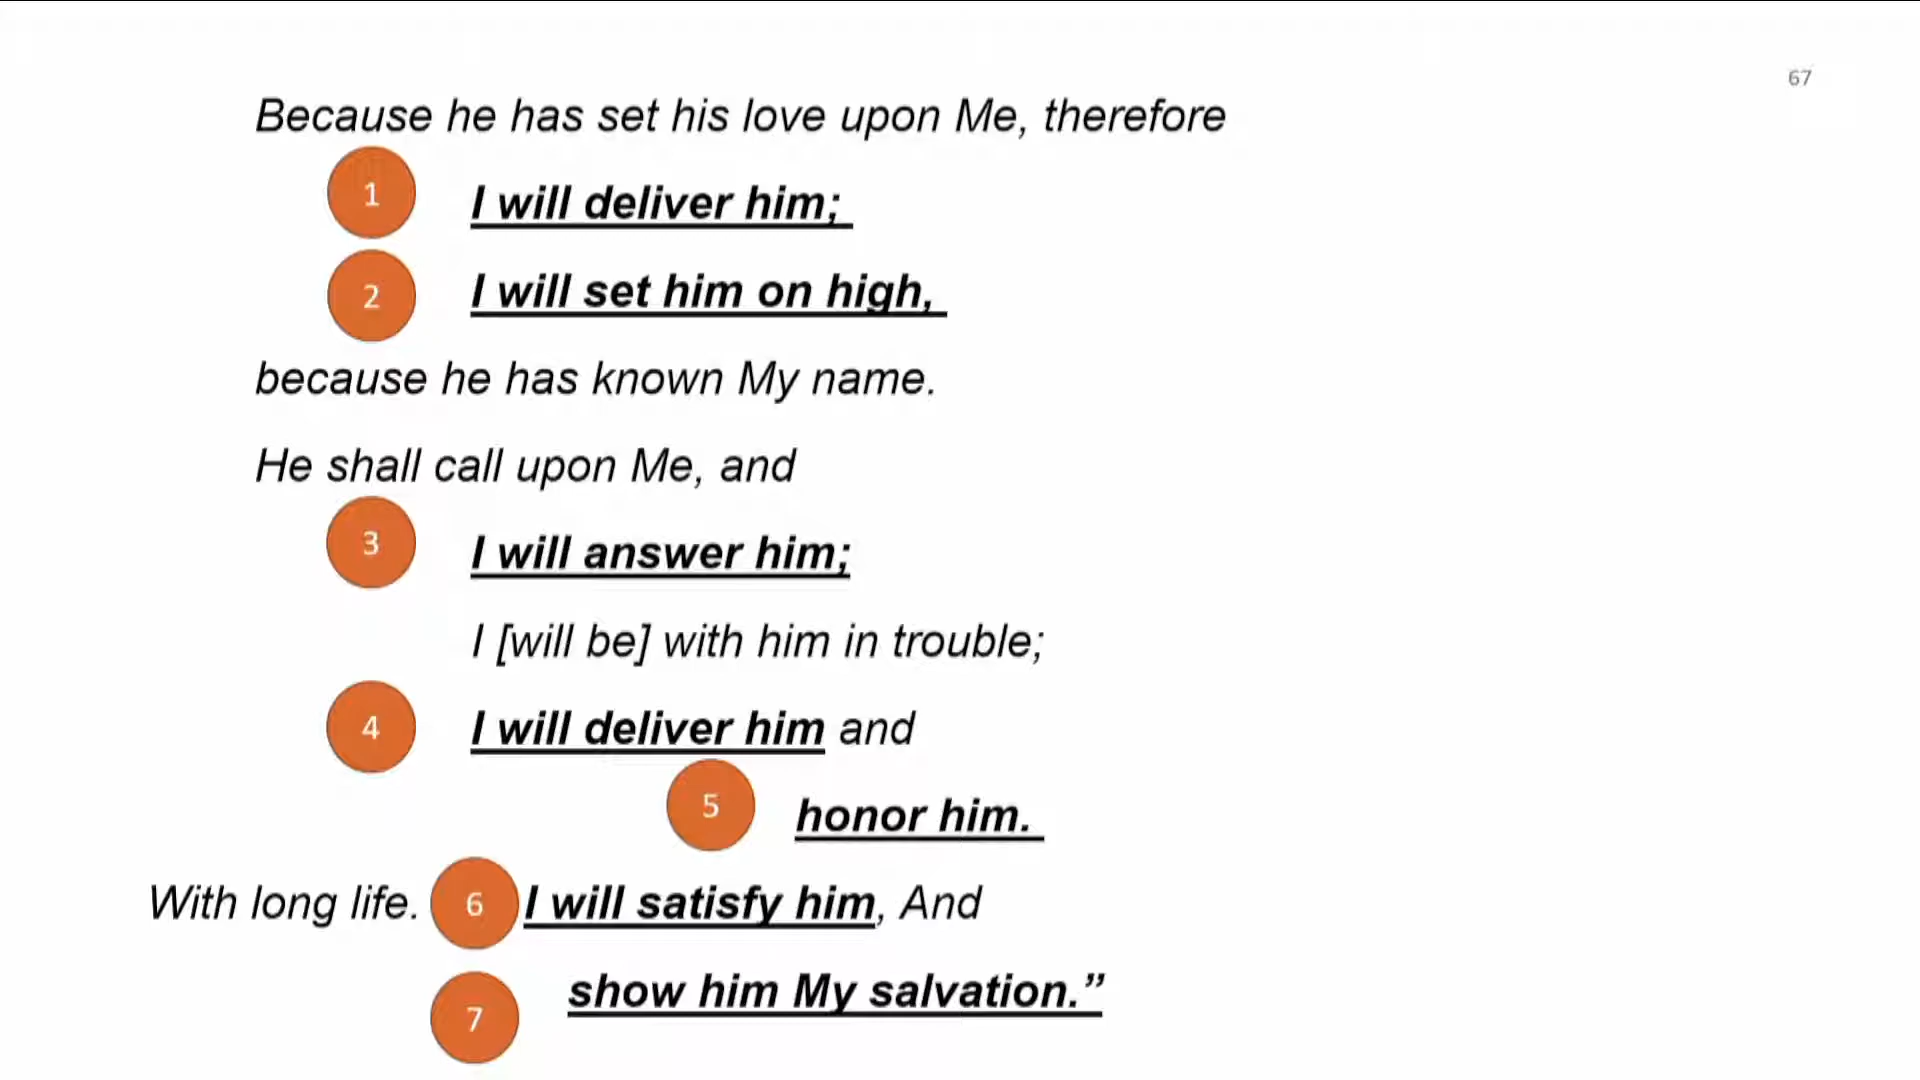 67
Because he has set his love upon Me, therefore
1 I will deliver him;
2 I will set him on high,
because he has known My name.
He shall call upon Me, and
3 I will answer him;
I [will be] with him in trouble;
4 I will deliver him and
5 honor him.
With long life. 6 I will satisfy him, And
7 show him My salvation.”